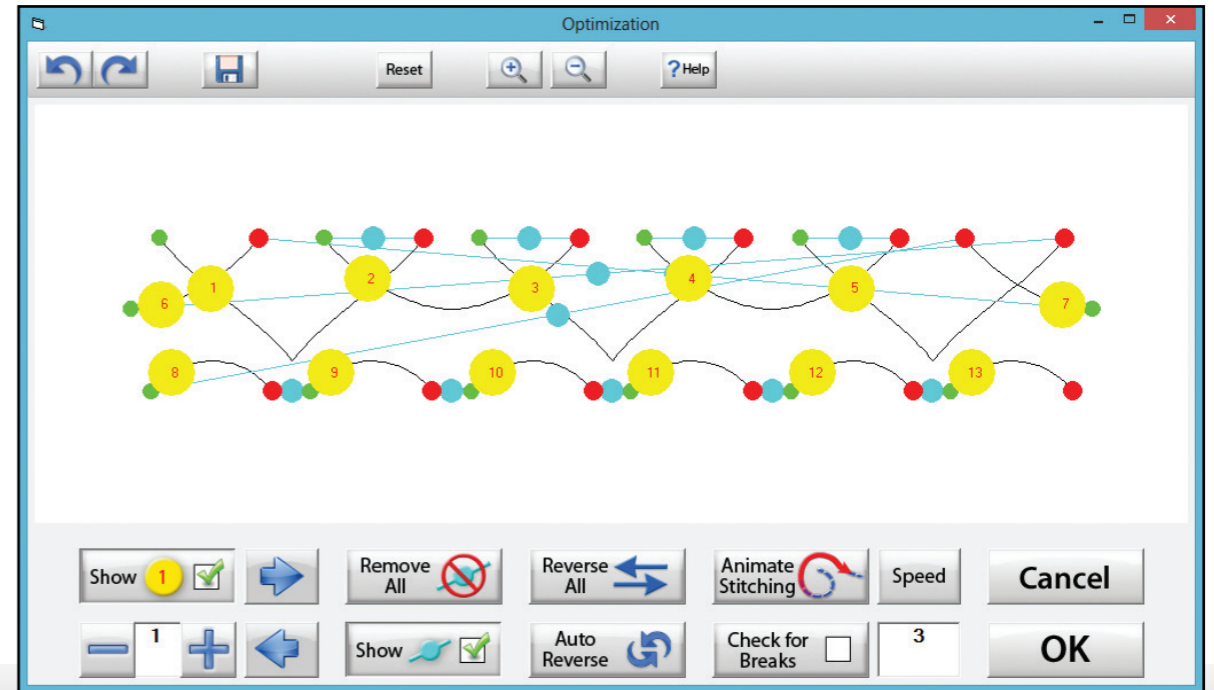 Optimization
Reset
? Help
1
2
3
4
5
6
7
8
9
10
11
12
13
Show 1
Remove
All
Reverse
All
Animate
Stitching
Speed
Cancel
1
Show
Auto
Reverse
Check for
Breaks
3
OK